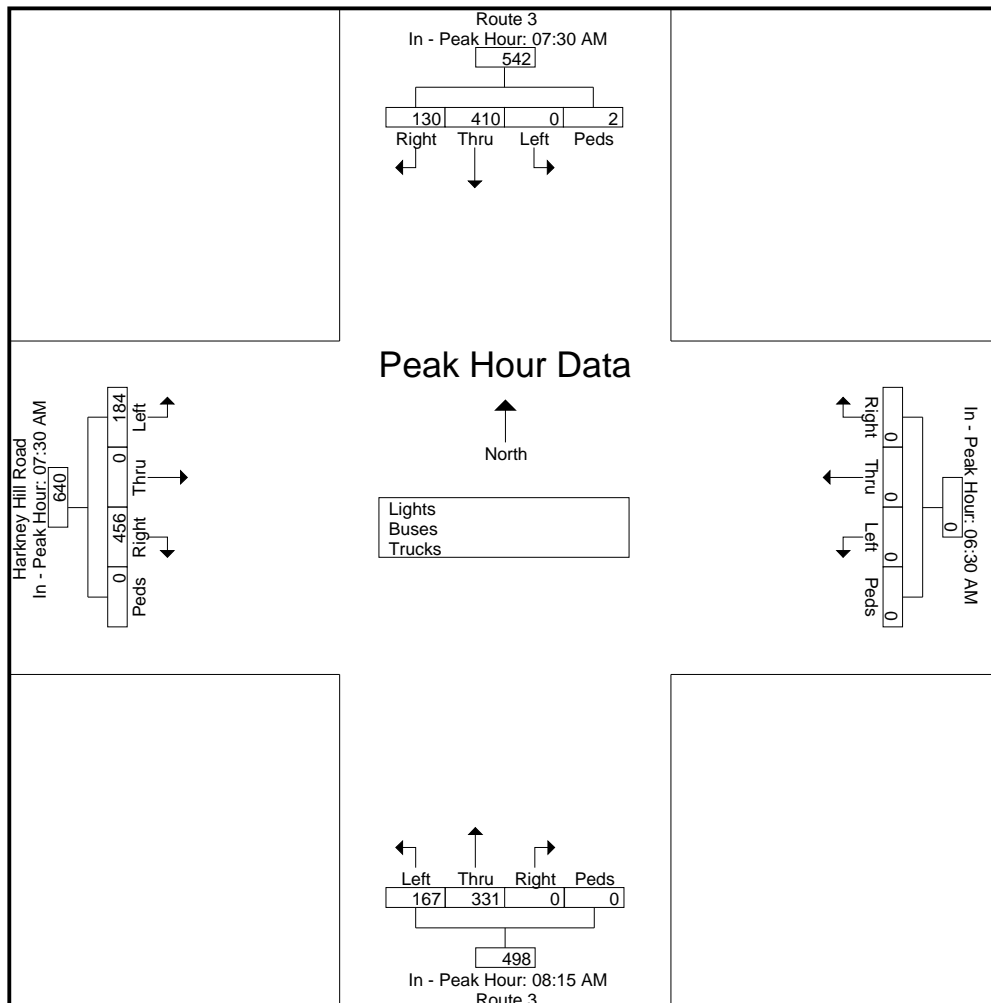 Route 3
In - Peak Hour: 07:30 AM
542
130 410 0 2
Right Thru Left Peds
Peak Hour Data
North
Lights
Buses
Trucks
Harkney Hill Road
In - Peak Hour: 07:30 AM
640
184 0 456 0
Left Thru Right Peds
In - Peak Hour: 06:30 AM
0
0 0 0 0
Right Thru Left Peds
Left Thru Right Peds
167 331 0 0
498
In - Peak Hour: 08:15 AM
Route 3